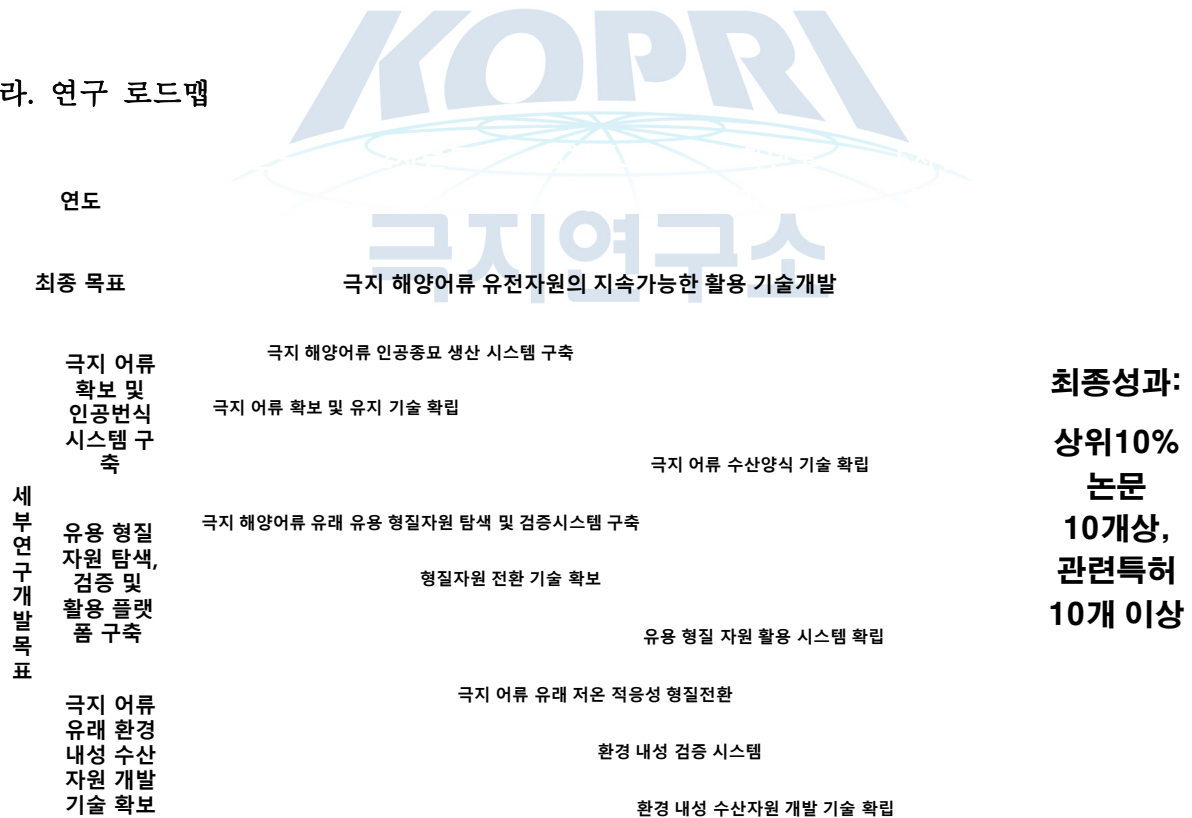 KOPRI
라. 연구 로드맵
연도
극지연구소
최종 목표
극지 해양어류 유전자원의 지속가능한 활용 기술개발
세부연구개발목표
극지 어류
확보 및
인공번식
시스템 구
축
극지 해양어류 인공종묘 생산 시스템 구축
극지 어류 확보 및 유지 기술 확립
극지 어류 수산양식 기술 확립
유용 형질
자원 탐색,
검증 및
활용 플랫
폼 구축
극지 해양어류 유래 유용 형질자원 탐색 및 검증시스템 구축
형질자원 전환 기술 확보
유용 형질 자원 활용 시스템 확립
극지 어류
유래 환경
내성 수산
자원 개발
기술 확보
극지 어류 유래 저온 적응성 형질전환
환경 내성 검증 시스템
환경 내성 수산자원 개발 기술 확립
최종성과:
상위10%
논문
10개상,
관련특허
10개 이상